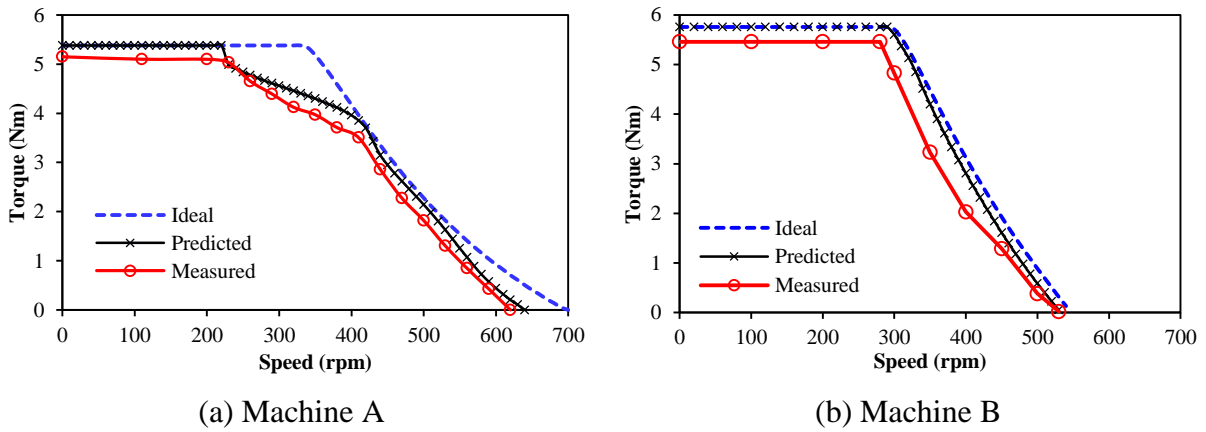 6
5
4
3
2
1
0
Torque (Nm)
Ideal
Predicted
Measured
0 100 200 300 400 500 600 700
Speed (rpm)
(a) Machine A
6
5
4
3
2
1
0
Torque (Nm)
Ideal
Predicted
Measured
0 100 200 300 400 500 600 700
Speed (rpm)
(b) Machine B